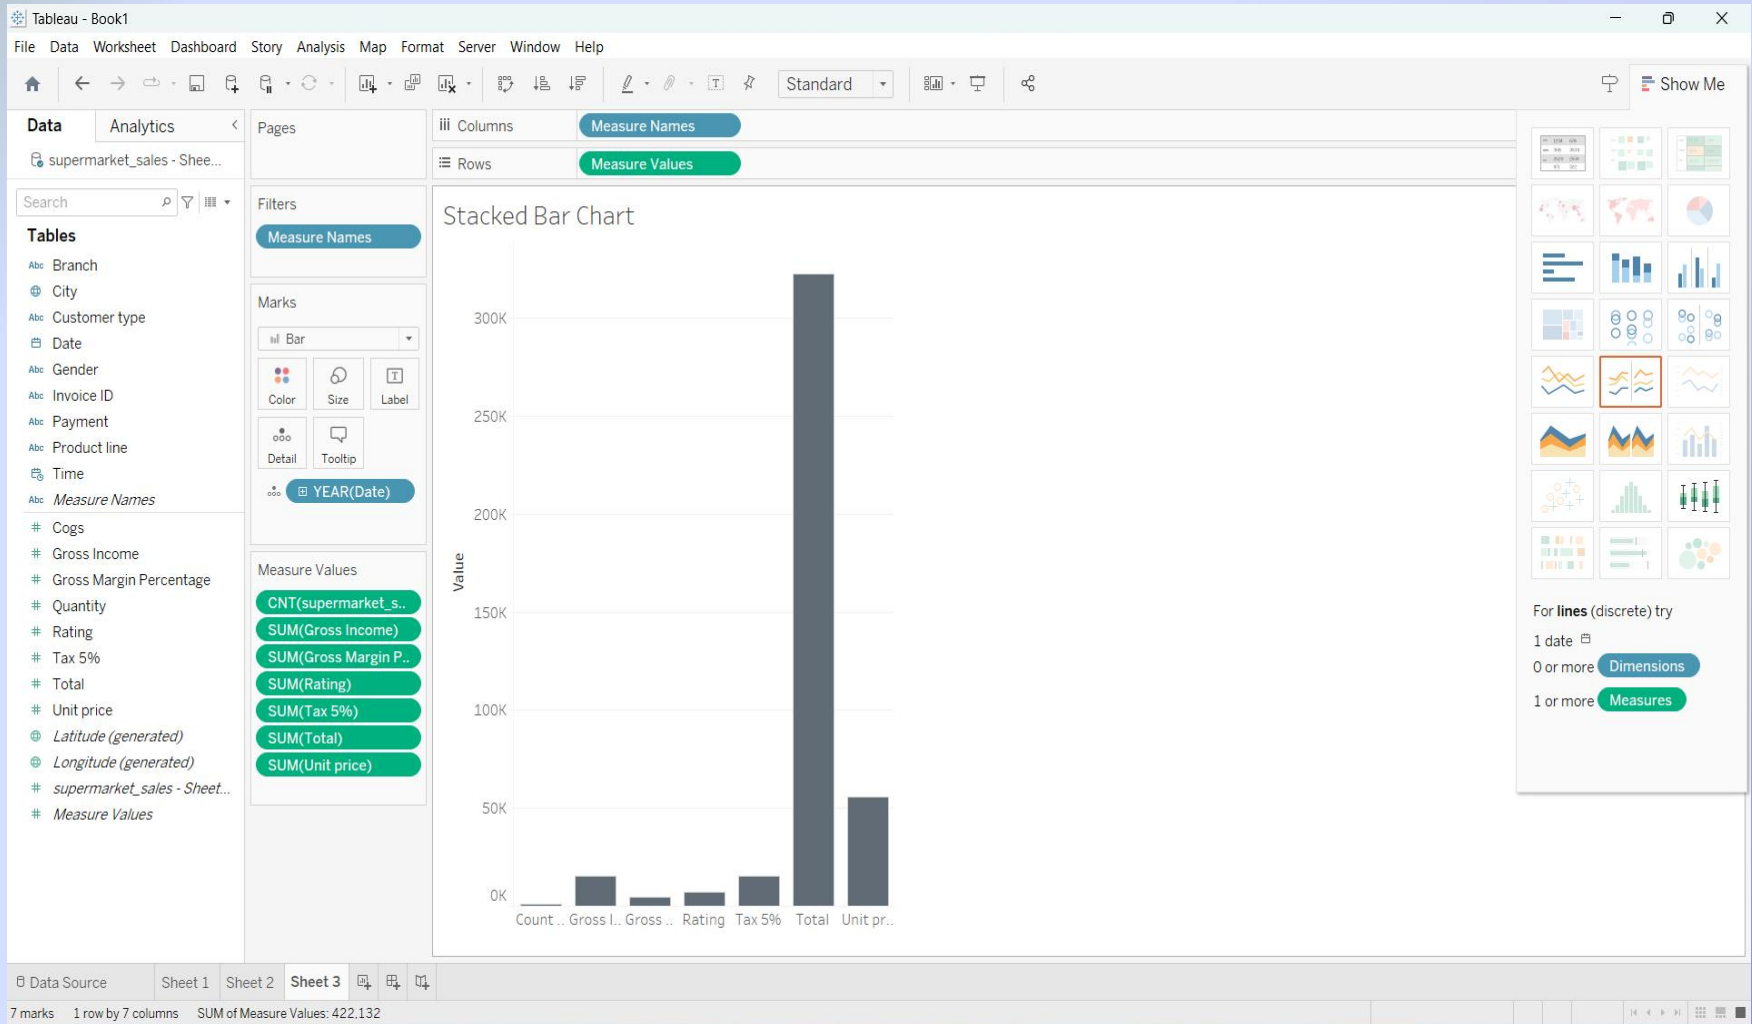 Tableau - Book1
File Data Worksheet Dashboard Story Analysis Map Format Server Window Help
Standard
Show Me
Data Analytics
supermarket_sales - Shee...
Search
Tables
Abc Branch
City
Abc Customer type
Date
Abc Gender
Abc Invoice ID
Abc Payment
Abc Product line
Time
Abc Measure Names
# Cogs
# Gross Income
# Gross Margin Percentage
# Quantity
# Rating
# Tax 5%
# Total
# Unit price
Latitude (generated)
Longitude (generated)
# supermarket_sales - Sheet...
# Measure Values
Pages
Filters
Measure Names
Marks
Bar
Color Size Label
Detail Tooltip
YEAR(Date)
Measure Values
CNT(supermarket_s..
SUM(Gross Income)
SUM(Gross Margin P..
SUM(Rating)
SUM(Tax 5%)
SUM(Total)
SUM(Unit price)
Columns Measure Names
Rows Measure Values
Stacked Bar Chart
300K
250K
200K
150K
100K
50K
0K
Value
Count .. Gross I.. Gross .. Rating Tax 5% Total Unit pr..
For lines (discrete) try
1 date
0 or more Dimensions
1 or more Measures
Data Source Sheet 1 Sheet 2 Sheet 3
7 marks 1 row by 7 columns SUM of Measure Values: 422,132